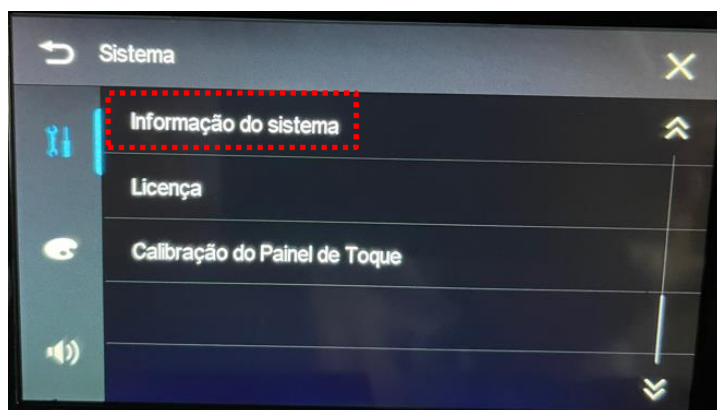 Sistema
Informação do sistema
Licença
Calibração do Painel de Toque